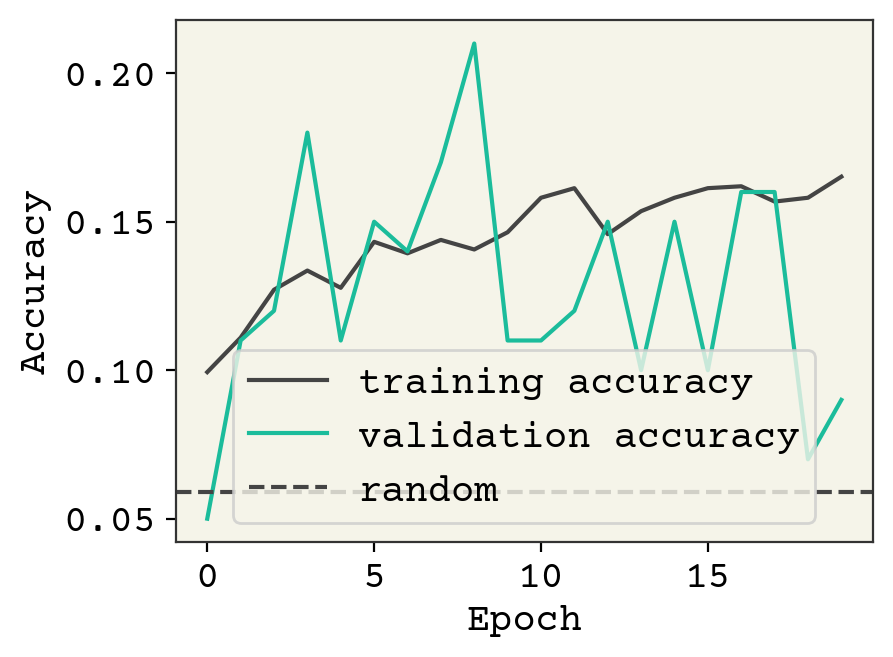 0.20
0.15
0.10
0.05
Accuracy
training accuracy
validation accuracy
random
0 5 10 15
Epoch